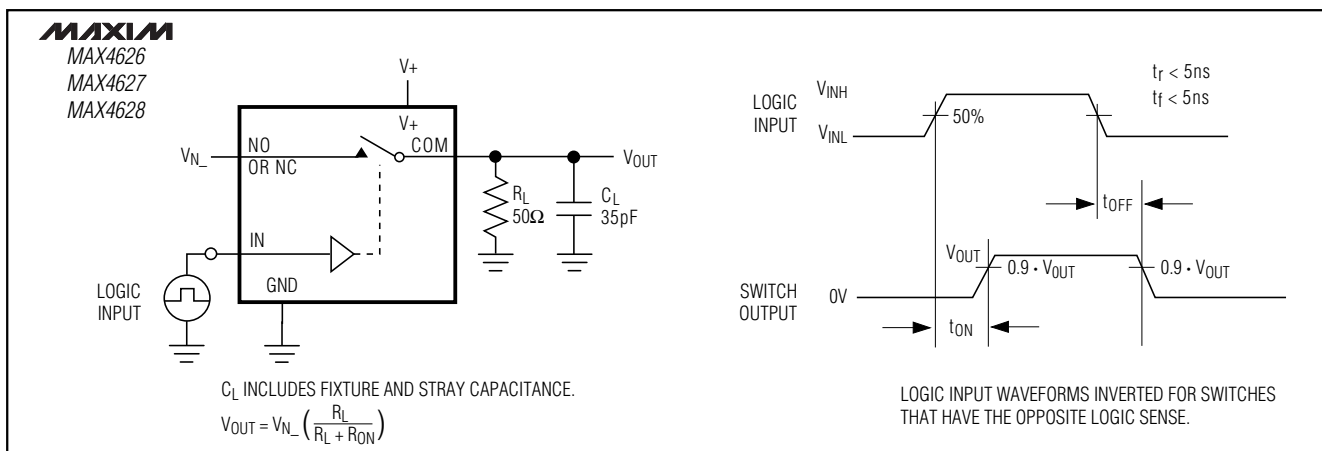 MAXIM
MAX4626
MAX4627
MAX4628
V+
V+
NO
OR NC
COM
VN_
VOUT
RL
50Ω
CL
35pF
IN
GND
LOGIC
INPUT
CL INCLUDES FIXTURE AND STRAY CAPACITANCE.
VOUT = VN_ ( RL / RL + RON )
tr < 5ns
tf < 5ns
LOGIC
INPUT
VINH
VINL
50%
tOFF
VOUT
0.9 · VOUT
0.9 · VOUT
SWITCH
OUTPUT
0V
tON
LOGIC INPUT WAVEFORMS INVERTED FOR SWITCHES
THAT HAVE THE OPPOSITE LOGIC SENSE.